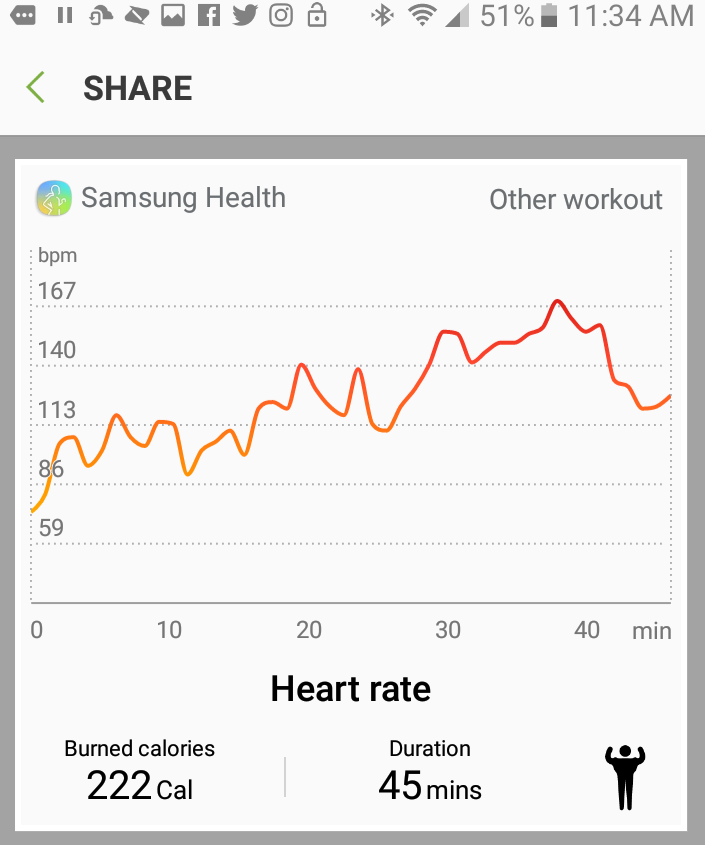 51% 11:34 AM
SHARE
Samsung Health Other workout
bpm
167
140
113
86
59
0 10 20 30 40 min
Heart rate
Burned calories Duration
222 Cal 45 mins